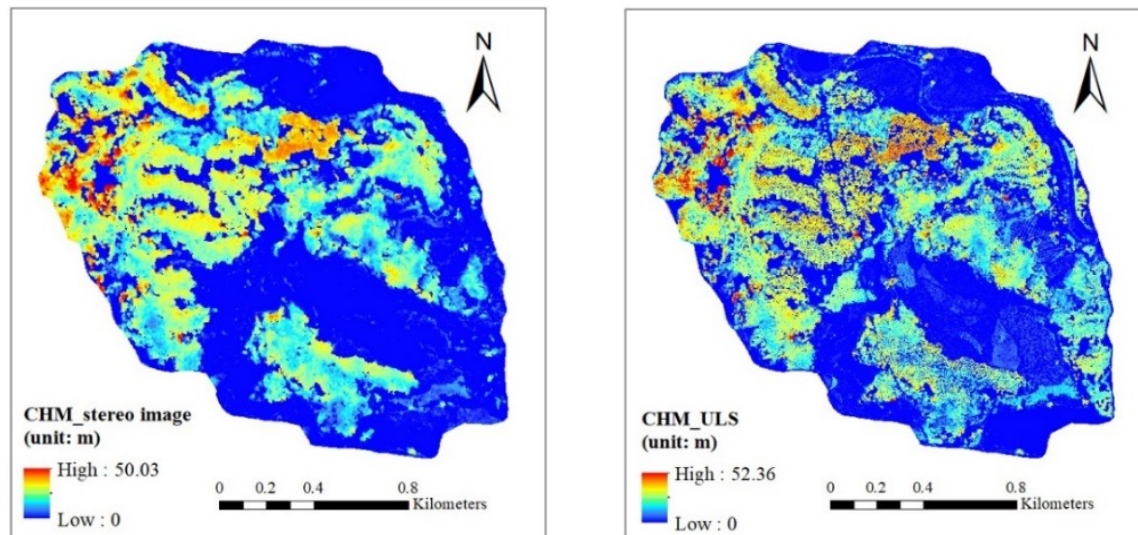 N
CHM_stereo image
(unit: m)
High : 50.03
Low : 0
0 0.2 0.4 0.8
Kilometers
N
CHM_ULS
(unit: m)
High : 52.36
Low : 0
0 0.2 0.4 0.8
Kilometers